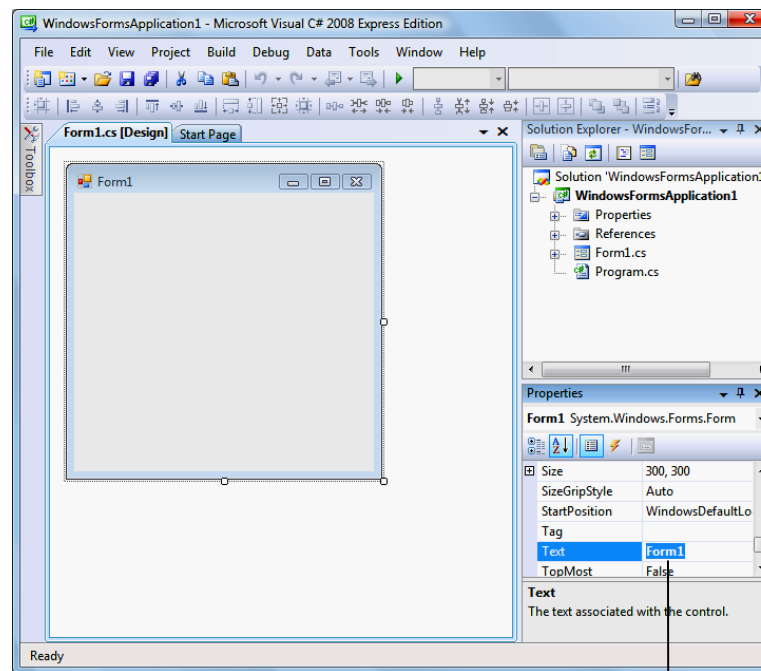 WindowsFormsApplication1 - Microsoft Visual C# 2008 Express Edition
File Edit View Project Build Debug Data Tools Window Help
Form1.cs [Design] Start Page
Toolbox
Form1
Solution Explorer - WindowsFor...
Solution 'WindowsFormsApplication1
WindowsFormsApplication1
Properties
References
Form1.cs
Program.cs
Properties
Form1 System.Windows.Forms.Form
Size 300, 300
SizeGripStyle Auto
StartPosition WindowsDefaultLo
Tag
Text Form1
TopMost False
Text
The text associated with the control.
Ready